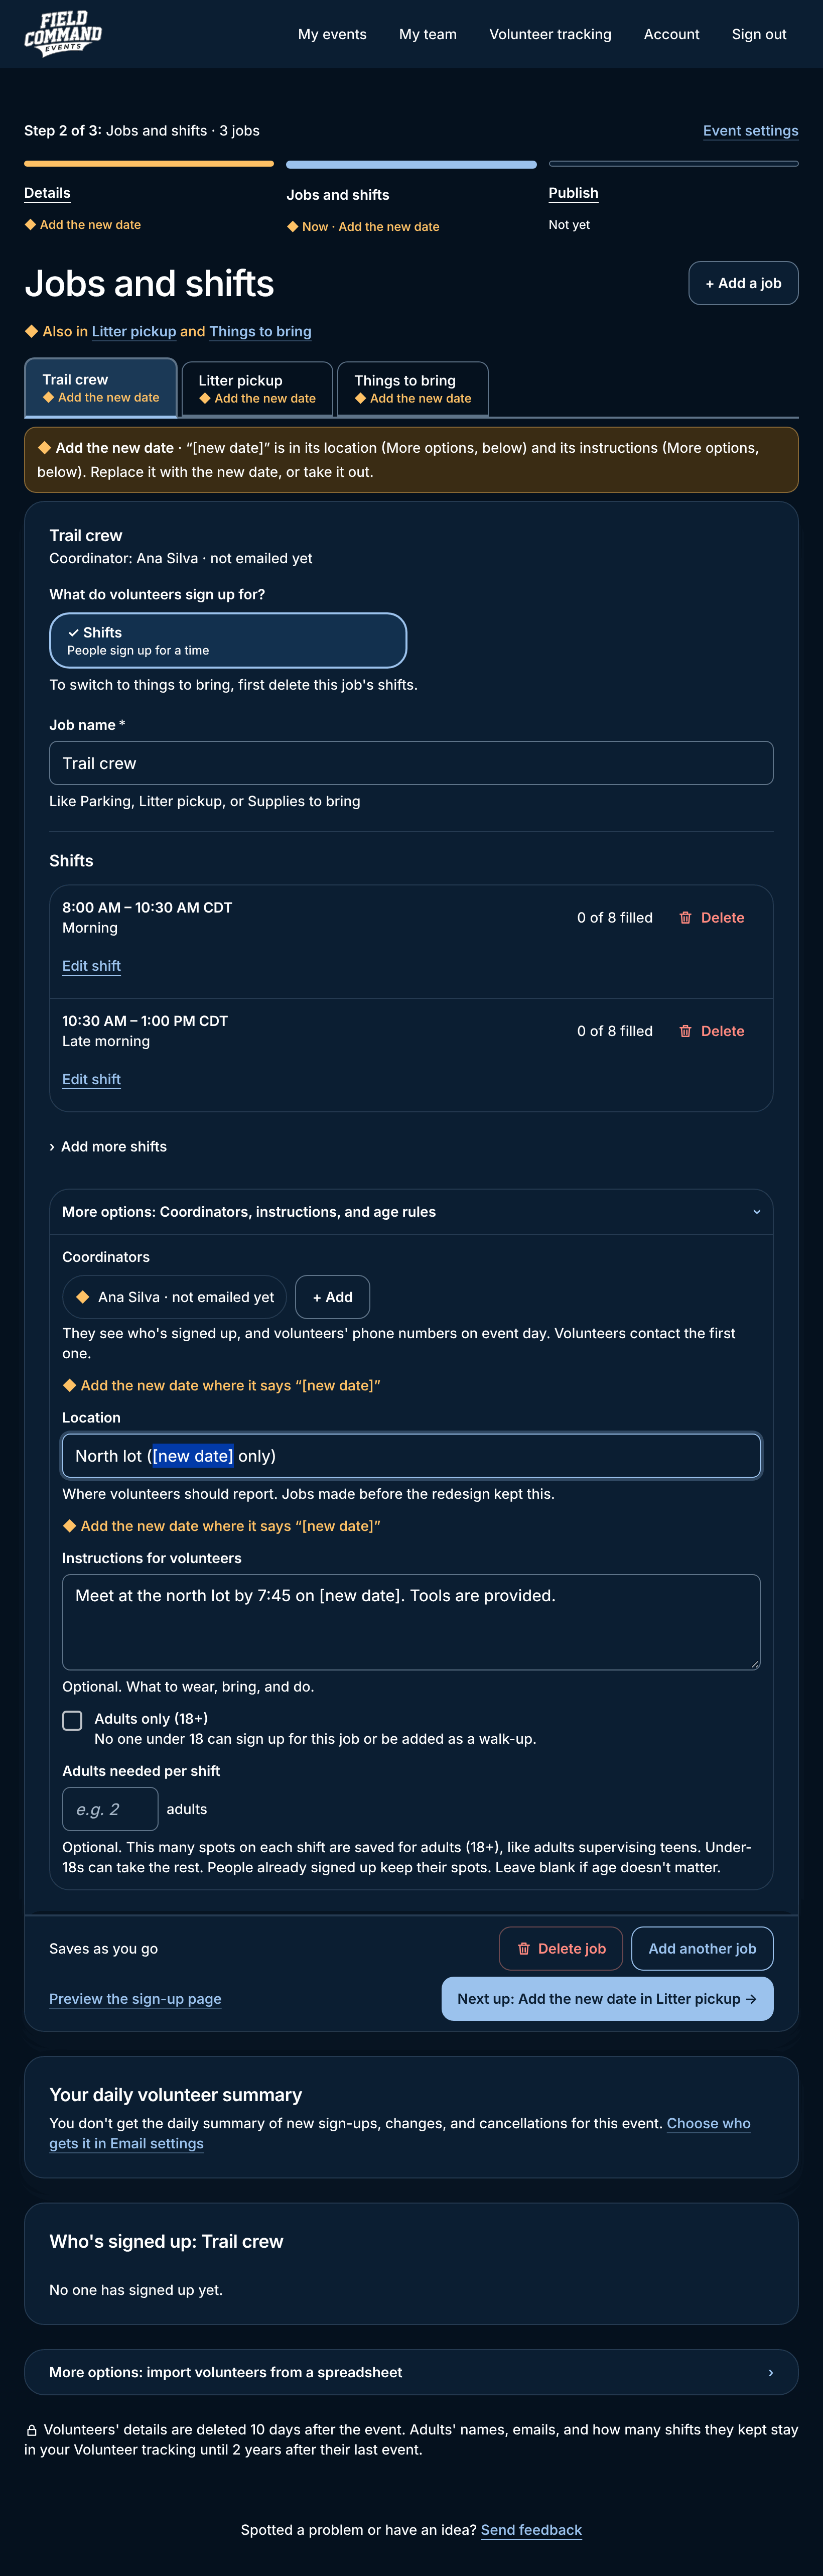 FIELD COMMAND EVENTS
My events
My team
Volunteer tracking
Account
Sign out
Step 2 of 3: Jobs and shifts · 3 jobs
Event settings
Details
◆ Add the new date
Jobs and shifts
◆ Now · Add the new date
Publish
Not yet
Jobs and shifts
+ Add a job
◆ Also in Litter pickup and Things to bring
Trail crew
◆ Add the new date
Litter pickup
◆ Add the new date
Things to bring
◆ Add the new date
◆ Add the new date · “[new date]” is in its location (More options, below) and its instructions (More options,
below). Replace it with the new date, or take it out.
Trail crew
Coordinator: Ana Silva · not emailed yet
What do volunteers sign up for?
✓ Shifts
People sign up for a time
To switch to things to bring, first delete this job's shifts.
Job name *
Trail crew
Like Parking, Litter pickup, or Supplies to bring
Shifts
8:00 AM – 10:30 AM CDT
Morning
0 of 8 filled
Delete
Edit shift
10:30 AM – 1:00 PM CDT
Late morning
0 of 8 filled
Delete
Edit shift
› Add more shifts
More options: Coordinators, instructions, and age rules
Coordinators
◆ Ana Silva · not emailed yet
+ Add
They see who's signed up, and volunteers' phone numbers on event day. Volunteers contact the first
one.
◆ Add the new date where it says “[new date]”
Location
North lot ([new date] only)
Where volunteers should report. Jobs made before the redesign kept this.
◆ Add the new date where it says “[new date]”
Instructions for volunteers
Meet at the north lot by 7:45 on [new date]. Tools are provided.
Optional. What to wear, bring, and do.
Adults only (18+)
No one under 18 can sign up for this job or be added as a walk-up.
Adults needed per shift
e.g. 2
adults
Optional. This many spots on each shift are saved for adults (18+), like adults supervising teens. Under-
18s can take the rest. People already signed up keep their spots. Leave blank if age doesn't matter.
Saves as you go
Delete job
Add another job
Preview the sign-up page
Next up: Add the new date in Litter pickup →
Your daily volunteer summary
You don't get the daily summary of new sign-ups, changes, and cancellations for this event. Choose who
gets it in Email settings
Who's signed up: Trail crew
No one has signed up yet.
More options: import volunteers from a spreadsheet ›
Volunteers' details are deleted 10 days after the event. Adults' names, emails, and how many shifts they kept stay
in your Volunteer tracking until 2 years after their last event.
Spotted a problem or have an idea? Send feedback